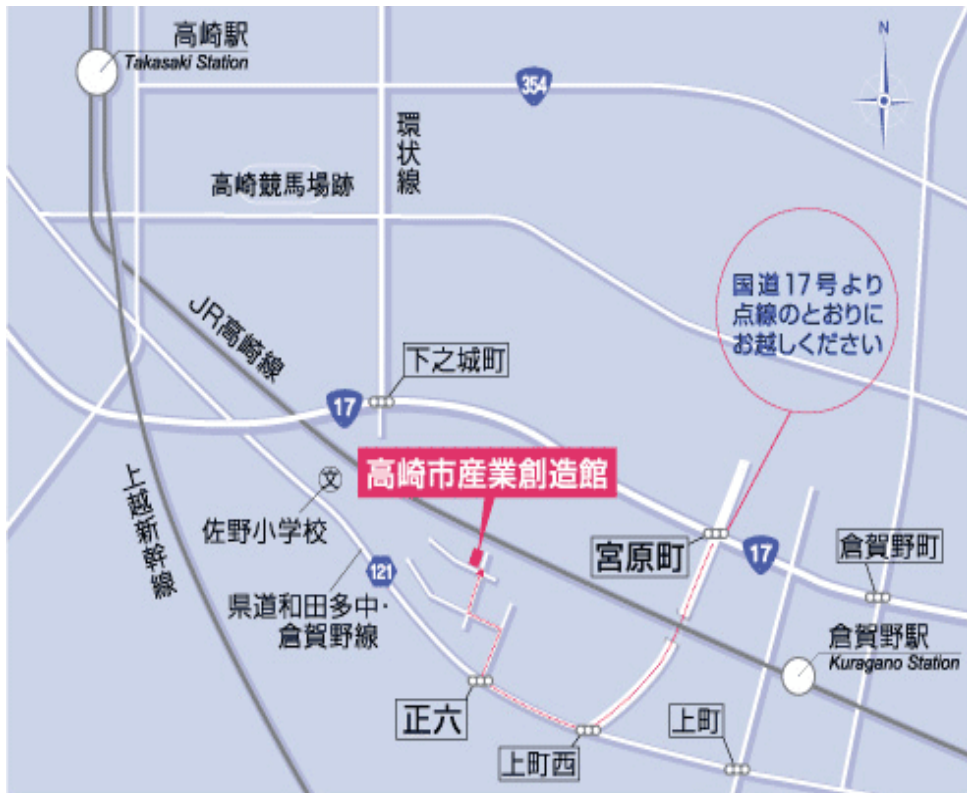 高崎駅
Takasaki Station
N
354
環状線
高崎競馬場跡
国道17号より
点線のとおりに
お越しください
JR高崎線
下之城町
17
高崎市産業創造館
文
佐野小学校
上越新幹線
宮原町
17
倉賀野町
121
県道和田多中・
倉賀野線
倉賀野駅
Kuragano Station
正六
上町
上町西